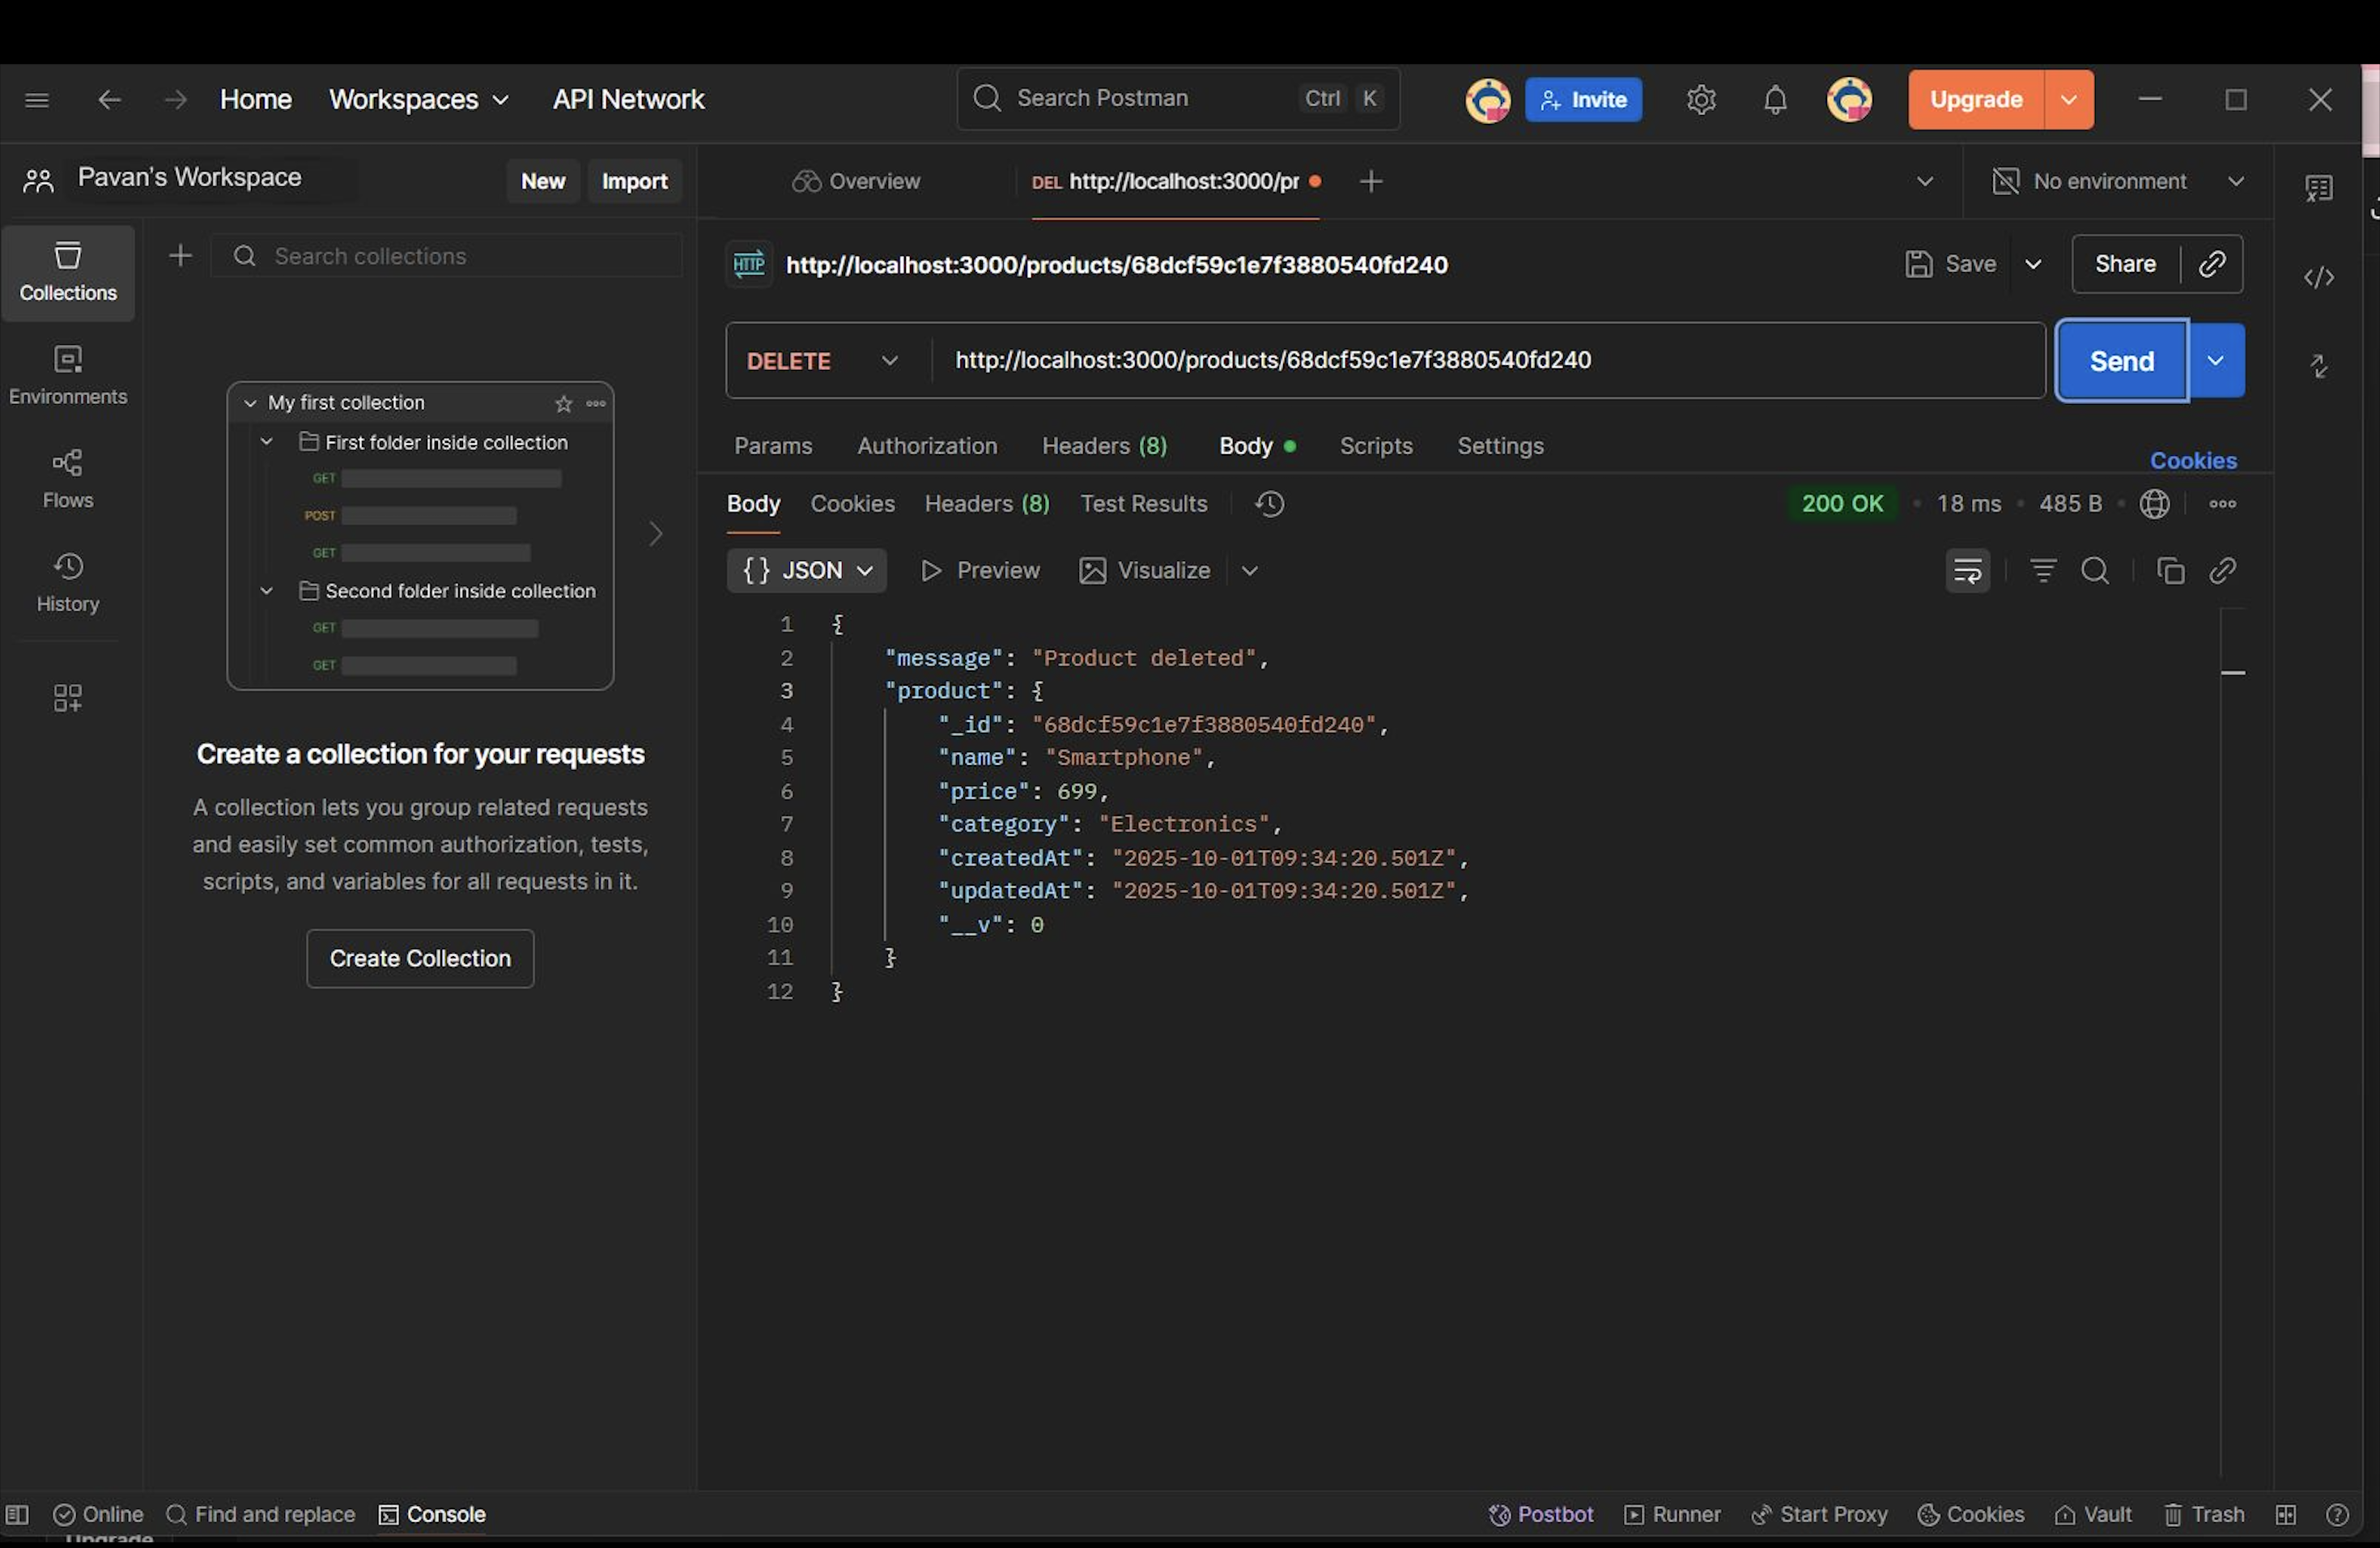 Home Workspaces API Network Search Postman Ctrl K Invite Upgrade
Pavan's Workspace New Import
Overview DEL http://localhost:3000/pr No environment
Collections
Environments
Flows
History
Search collections
My first collection
First folder inside collection
GET
POST
GET
Second folder inside collection
GET
GET
Create a collection for your requests
A collection lets you group related requests
and easily set common authorization, tests,
scripts, and variables for all requests in it.
Create Collection
HTTP http://localhost:3000/products/68dcf59c1e7f3880540fd240 Save Share
DELETE http://localhost:3000/products/68dcf59c1e7f3880540fd240 Send
Params Authorization Headers (8) Body Scripts Settings Cookies
Body Cookies Headers (8) Test Results 200 OK 18 ms 485 B
{} JSON Preview Visualize
1 {
2 "message": "Product deleted",
3 "product": {
4 "_id": "68dcf59c1e7f3880540fd240",
5 "name": "Smartphone",
6 "price": 699,
7 "category": "Electronics",
8 "createdAt": "2025-10-01T09:34:20.501Z",
9 "updatedAt": "2025-10-01T09:34:20.501Z",
10 "__v": 0
11 }
12 }
Online Find and replace Console Postbot Runner Start Proxy Cookies Vault Trash
Upgrade